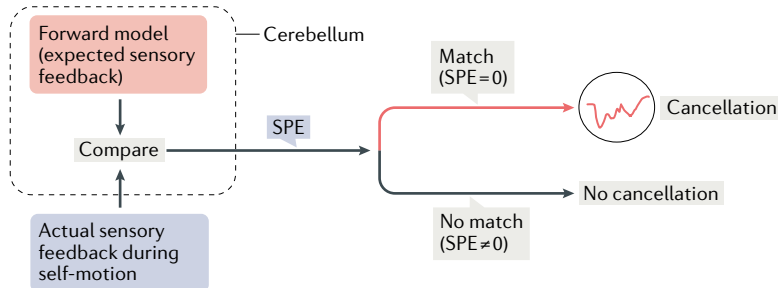 Forward model
(expected sensory
feedback)
Cerebellum
Compare
SPE
Actual sensory
feedback during
self-motion
Match
(SPE=0)
Cancellation
No cancellation
No match
(SPE≠0)